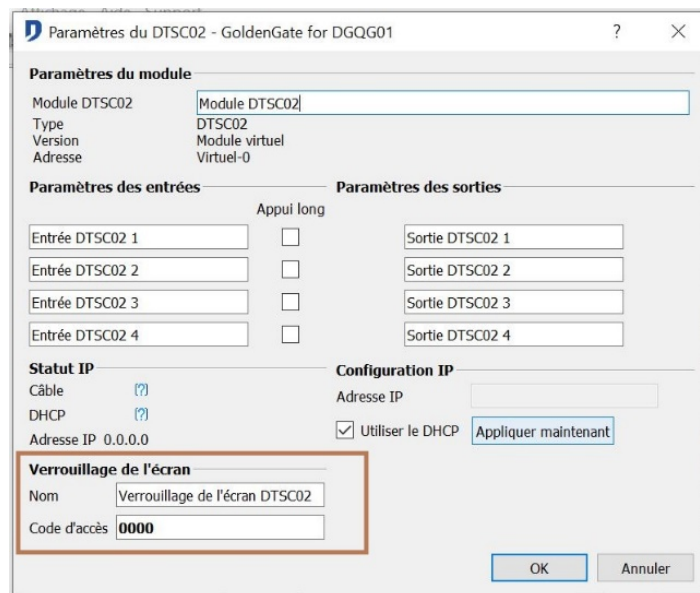 Affichage Aide Support
Paramètres du DTSC02 - GoldenGate for DGQG01 ?
Paramètres du module
Module DTSC02 Module DTSC02
Type DTSC02
Version Module virtuel
Adresse Virtuel-0
Paramètres des entrées Paramètres des sorties
Appui long
Entrée DTSC02 1 Sortie DTSC02 1
Entrée DTSC02 2 Sortie DTSC02 2
Entrée DTSC02 3 Sortie DTSC02 3
Entrée DTSC02 4 Sortie DTSC02 4
Statut IP Configuration IP
Câble [?]
Adresse IP
DHCP [?]
Utiliser le DHCP Appliquer maintenant
Adresse IP 0.0.0.0
Verrouillage de l'écran
Nom Verrouillage de l'écran DTSC02
Code d'accès 0000
OK Annuler